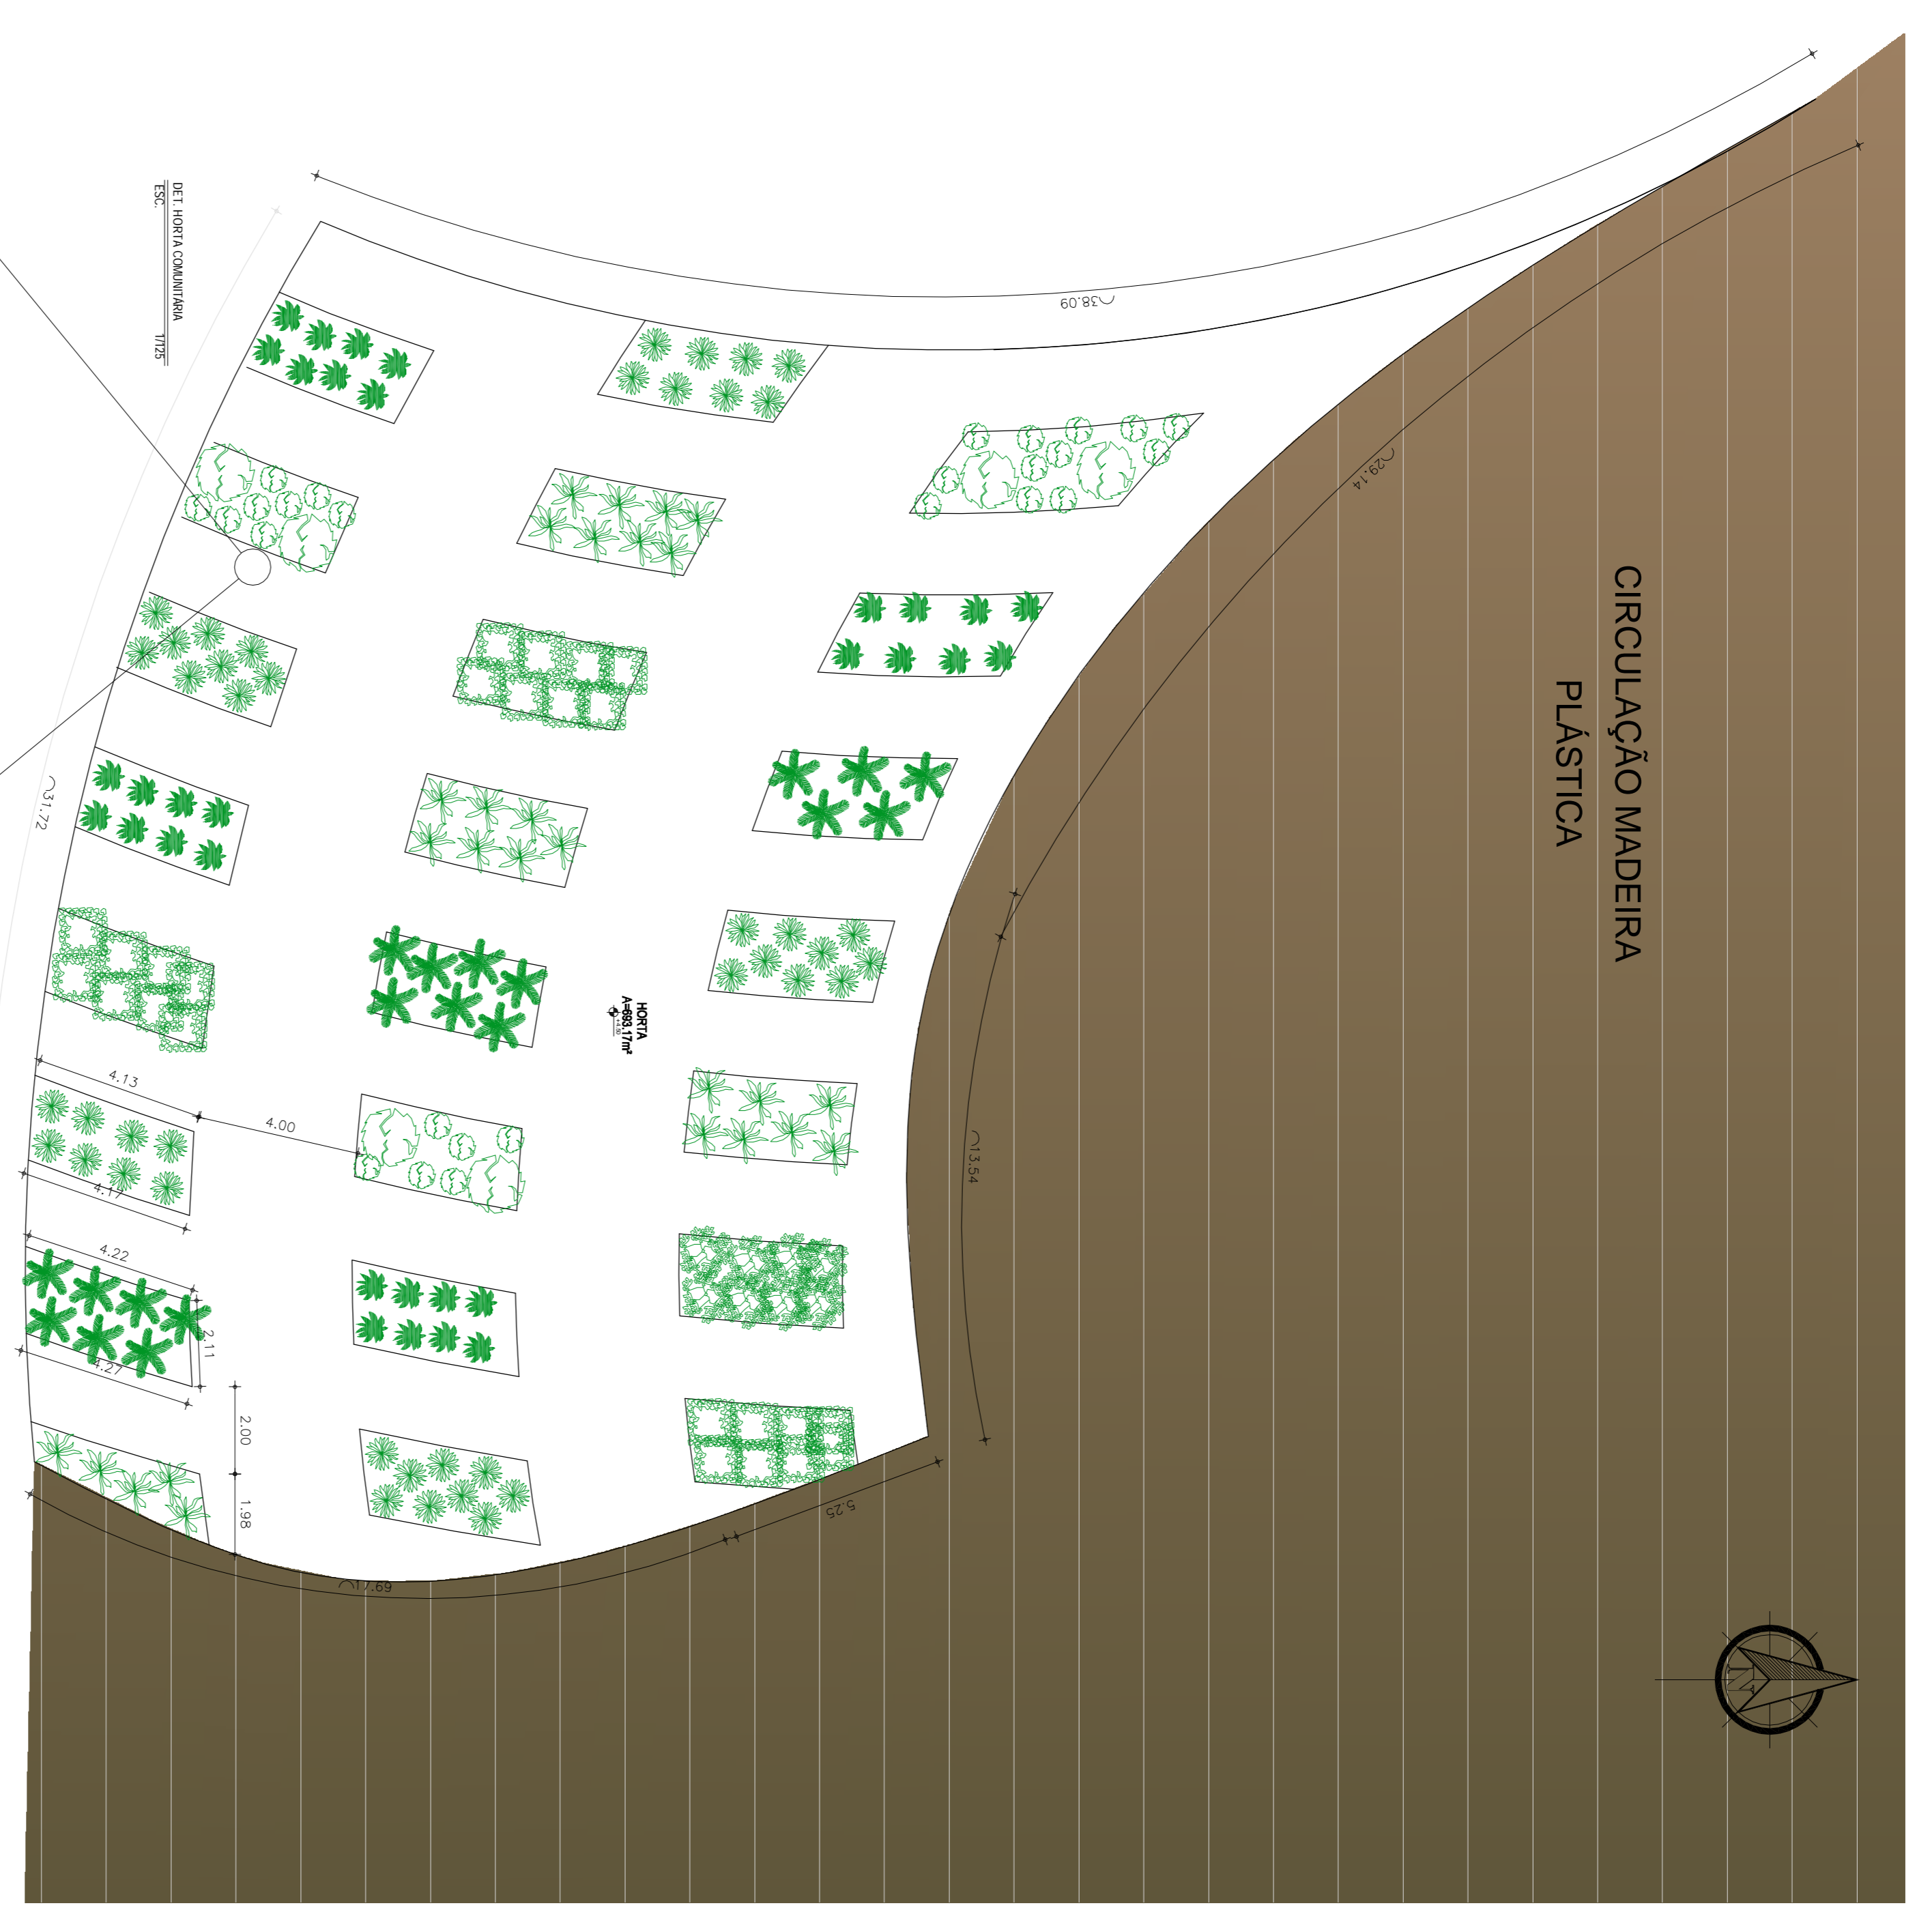 DET. HORTA COMUNITÁRIA
ESC. 1/125
38.09
29.14
CIRCULAÇÃO MADEIRA
PLÁSTICA
31.72
HORTA
A=693.17m²
4.13
4.00
4.17
13.54
4.22
2.11
4.27
2.00
1.98
5.25
17.69
N